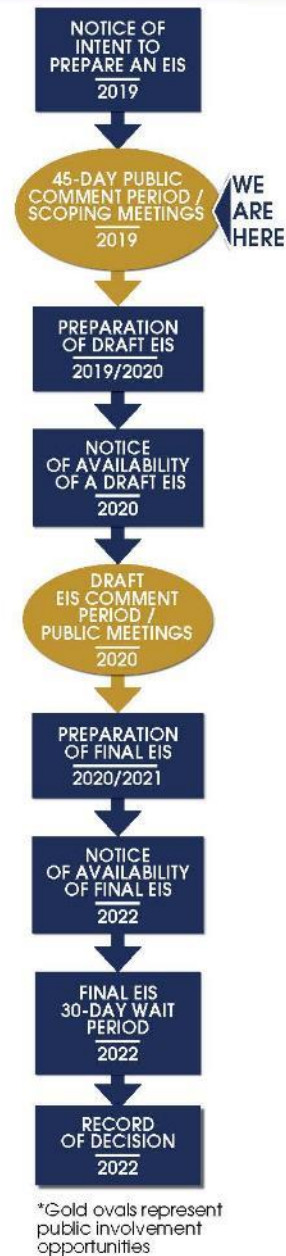 NOTICE OF
INTENT TO
PREPARE AN EIS
2019
45-DAY PUBLIC
COMMENT PERIOD /
SCOPING MEETINGS
2019
WE
ARE
HERE
PREPARATION
OF DRAFT EIS
2019/2020
NOTICE
OF AVAILABILITY
OF A DRAFT EIS
2020
DRAFT
EIS COMMENT
PERIOD /
PUBLIC MEETINGS
2020
PREPARATION
OF FINAL EIS
2020/2021
NOTICE
OF AVAILABILITY
OF FINAL EIS
2022
FINAL EIS
30-DAY WAIT
PERIOD
2022
RECORD
OF DECISION
2022
*Gold ovals represent
public involvement
opportunities